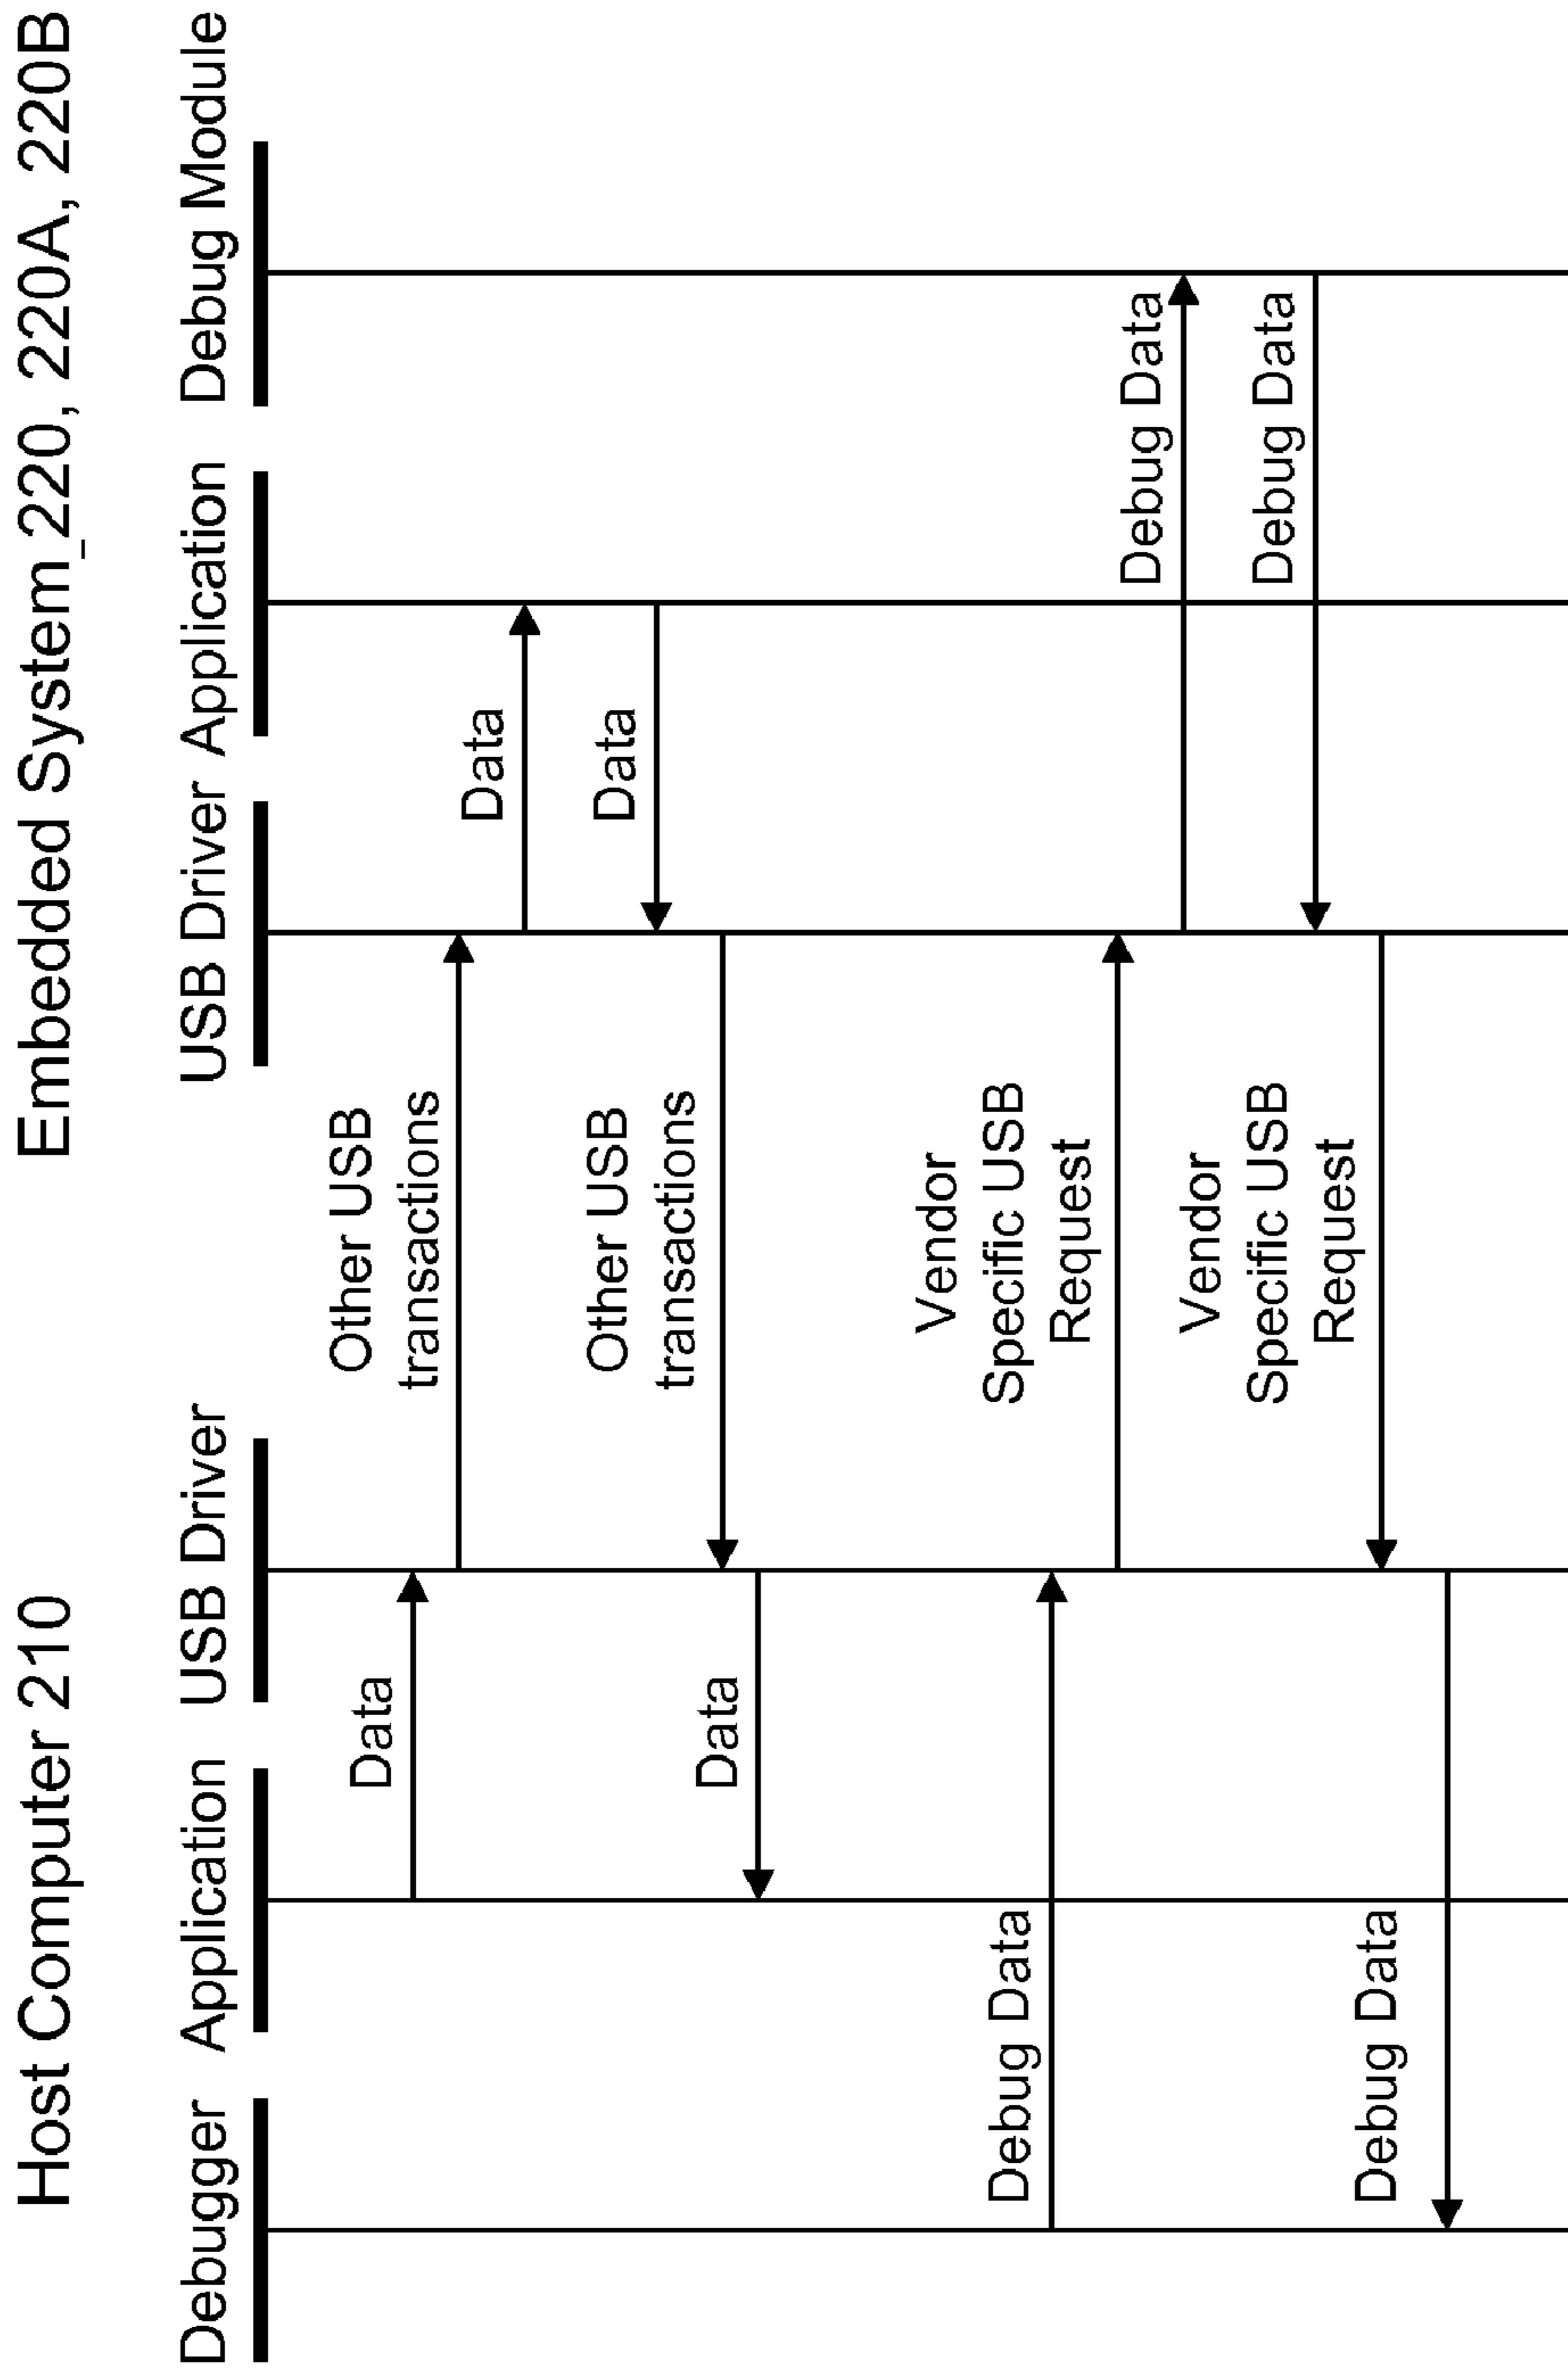 Host Computer 210
Embedded System_220, 220A, 220B
Debugger
Application
USB Driver
USB Driver
Application
Debug Module
Data
Other USB
transactions
Data
Data
Other USB
transactions
Data
Debug Data
Vendor
Specific USB
Request
Debug Data
Debug Data
Vendor
Specific USB
Request
Debug Data